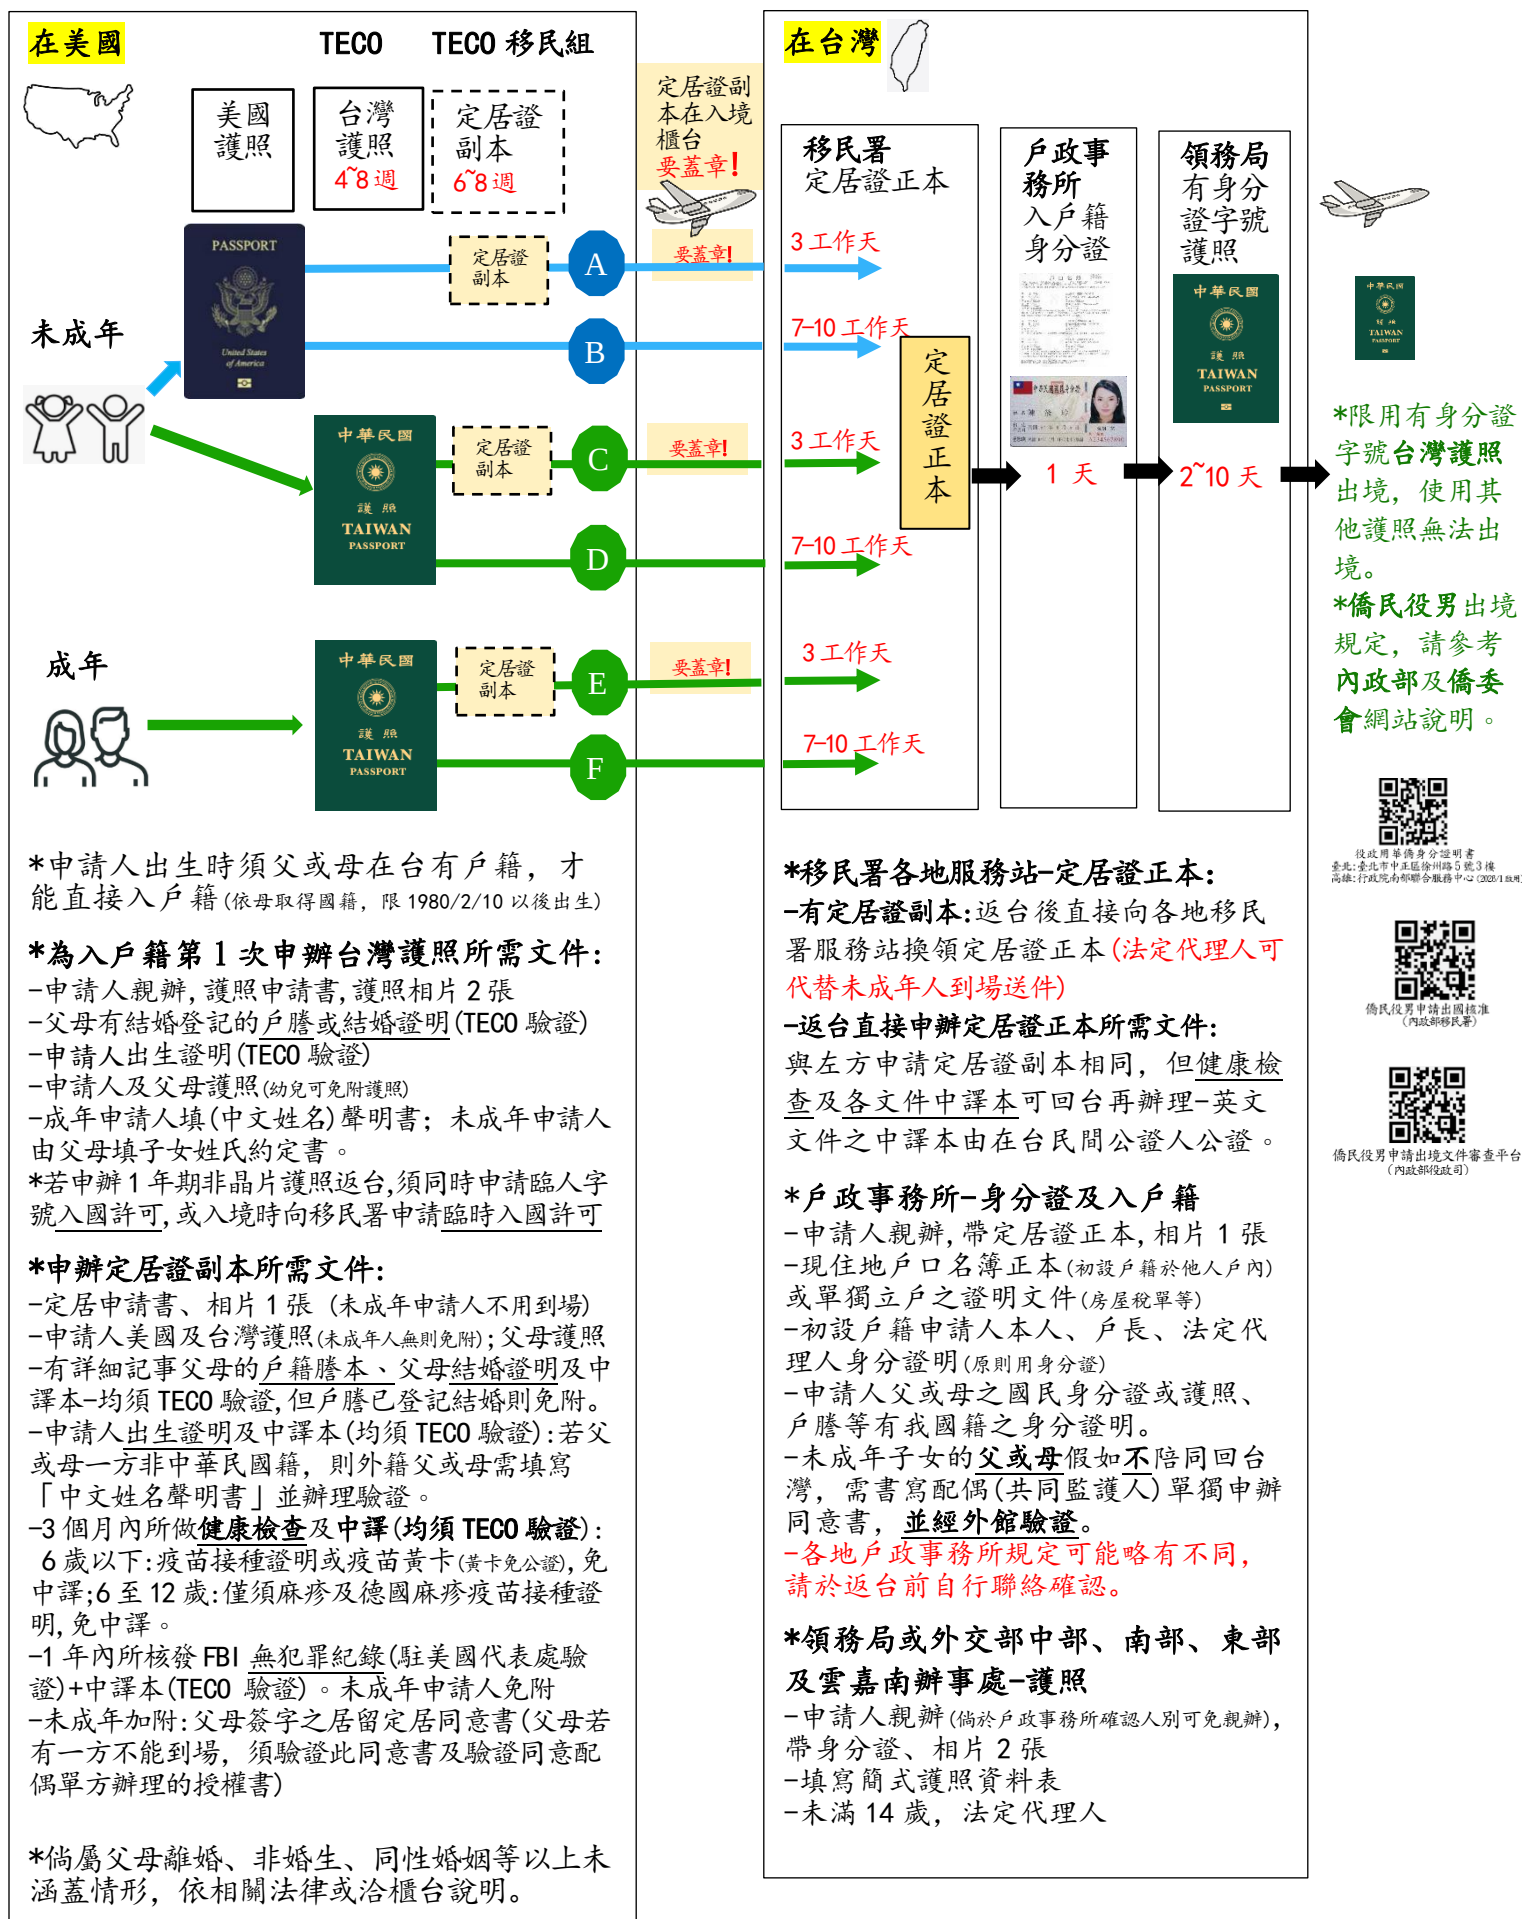 在美國
TECO
TECO 移民組
美國
護照
台灣
護照
4~8 週
定居證
副本
6~8 週
定居證副
本在入境
櫃台
要蓋章!
在台灣
移民署
定居證正本
戶政事
務所
入戶籍
身分證
領務局
有身分
證字號
護照
PASSPORT
United States
of America
定居證
副本
A
要蓋章!
3 工作天
B
7-10 工作天
未成年
中華民國
護照
TAIWAN
PASSPORT
定居證
副本
C
要蓋章!
3 工作天
D
7-10 工作天
定居證正本
1 天
中華民國
護照
TAIWAN
PASSPORT
2~10 天
中華民國
護照
TAIWAN
PASSPORT
成年
中華民國
護照
TAIWAN
PASSPORT
定居證
副本
E
要蓋章!
3 工作天
F
7-10 工作天
*限用有身分證
字號台灣護照
出境，使用其
他護照無法出
境。
*僑民役男出境
規定，請參考
內政部及僑委
會網站說明。
役政用華僑身分證明書
臺北:臺北市中正區徐州路 5 號 3 樓
高雄:行政院南部聯合服務中心 (2026/1 啟用)
僑民役男申請出國核准
(內政部移民署)
僑民役男申請出境文件審查平台
(內政部役政司)
*申請人出生時須父或母在台有戶籍，才
能直接入戶籍(依母取得國籍，限 1980/2/10 以後出生)
*為入戶籍第 1 次申辦台灣護照所需文件:
-申請人親辦,護照申請書,護照相片 2 張
-父母有結婚登記的戶謄或結婚證明(TECO 驗證)
-申請人出生證明(TECO 驗證)
-申請人及父母護照(幼兒可免附護照)
-成年申請人填(中文姓名)聲明書；未成年申請人
由父母填子女姓氏約定書。
*若申辦 1 年期非晶片護照返台,須同時申請臨人字
號入國許可,或入境時向移民署申請臨時入國許可
*申辦定居證副本所需文件:
-定居申請書、相片 1 張 (未成年申請人不用到場)
-申請人美國及台灣護照(未成年人無則免附);父母護照
-有詳細記事父母的戶籍謄本、父母結婚證明及中
譯本-均須 TECO 驗證,但戶謄已登記結婚則免附。
-申請人出生證明及中譯本(均須 TECO 驗證):若父
或母一方非中華民國籍，則外籍父或母需填寫
「中文姓名聲明書」並辦理驗證。
-3 個月內所做健康檢查及中譯(均須 TECO 驗證):
6 歲以下:疫苗接種證明或疫苗黃卡(黃卡免公證),免
中譯;6 至 12 歲:僅須麻疹及德國麻疹疫苗接種證
明,免中譯。
-1 年內所核發 FBI 無犯罪紀錄(駐美國代表處驗
證)+中譯本(TECO 驗證)。未成年申請人免附
-未成年加附:父母簽字之居留定居同意書(父母若
有一方不能到場，須驗證此同意書及驗證同意配
偶單方辦理的授權書)
*倘屬父母離婚、非婚生、同性婚姻等以上未
涵蓋情形，依相關法律或洽櫃台說明。
*移民署各地服務站-定居證正本:
-有定居證副本:返台後直接向各地移民
署服務站換領定居證正本(法定代理人可
代替未成年人到場送件)
-返台直接申辦定居證正本所需文件:
與左方申請定居證副本相同，但健康檢
查及各文件中譯本可回台再辦理-英文
文件之中譯本由在台民間公證人公證。
*戶政事務所-身分證及入戶籍
-申請人親辦,帶定居證正本,相片 1 張
-現住地戶口名簿正本(初設戶籍於他人戶內)
或單獨立戶之證明文件(房屋稅單等)
-初設戶籍申請人本人、戶長、法定代
理人身分證明(原則用身分證)
-申請人父或母之國民身分證或護照、
戶謄等有我國籍之身分證明。
-未成年子女的父或母假如不陪同回台
灣，需書寫配偶(共同監護人)單獨申辦
同意書，並經外館驗證。
-各地戶政事務所規定可能略有不同，
請於返台前自行聯絡確認。
*領務局或外交部中部、南部、東部
及雲嘉南辦事處-護照
-申請人親辦(倘於戶政事務所確認人別可免親辦),
帶身分證、相片 2 張
-填寫簡式護照資料表
-未滿 14 歲，法定代理人